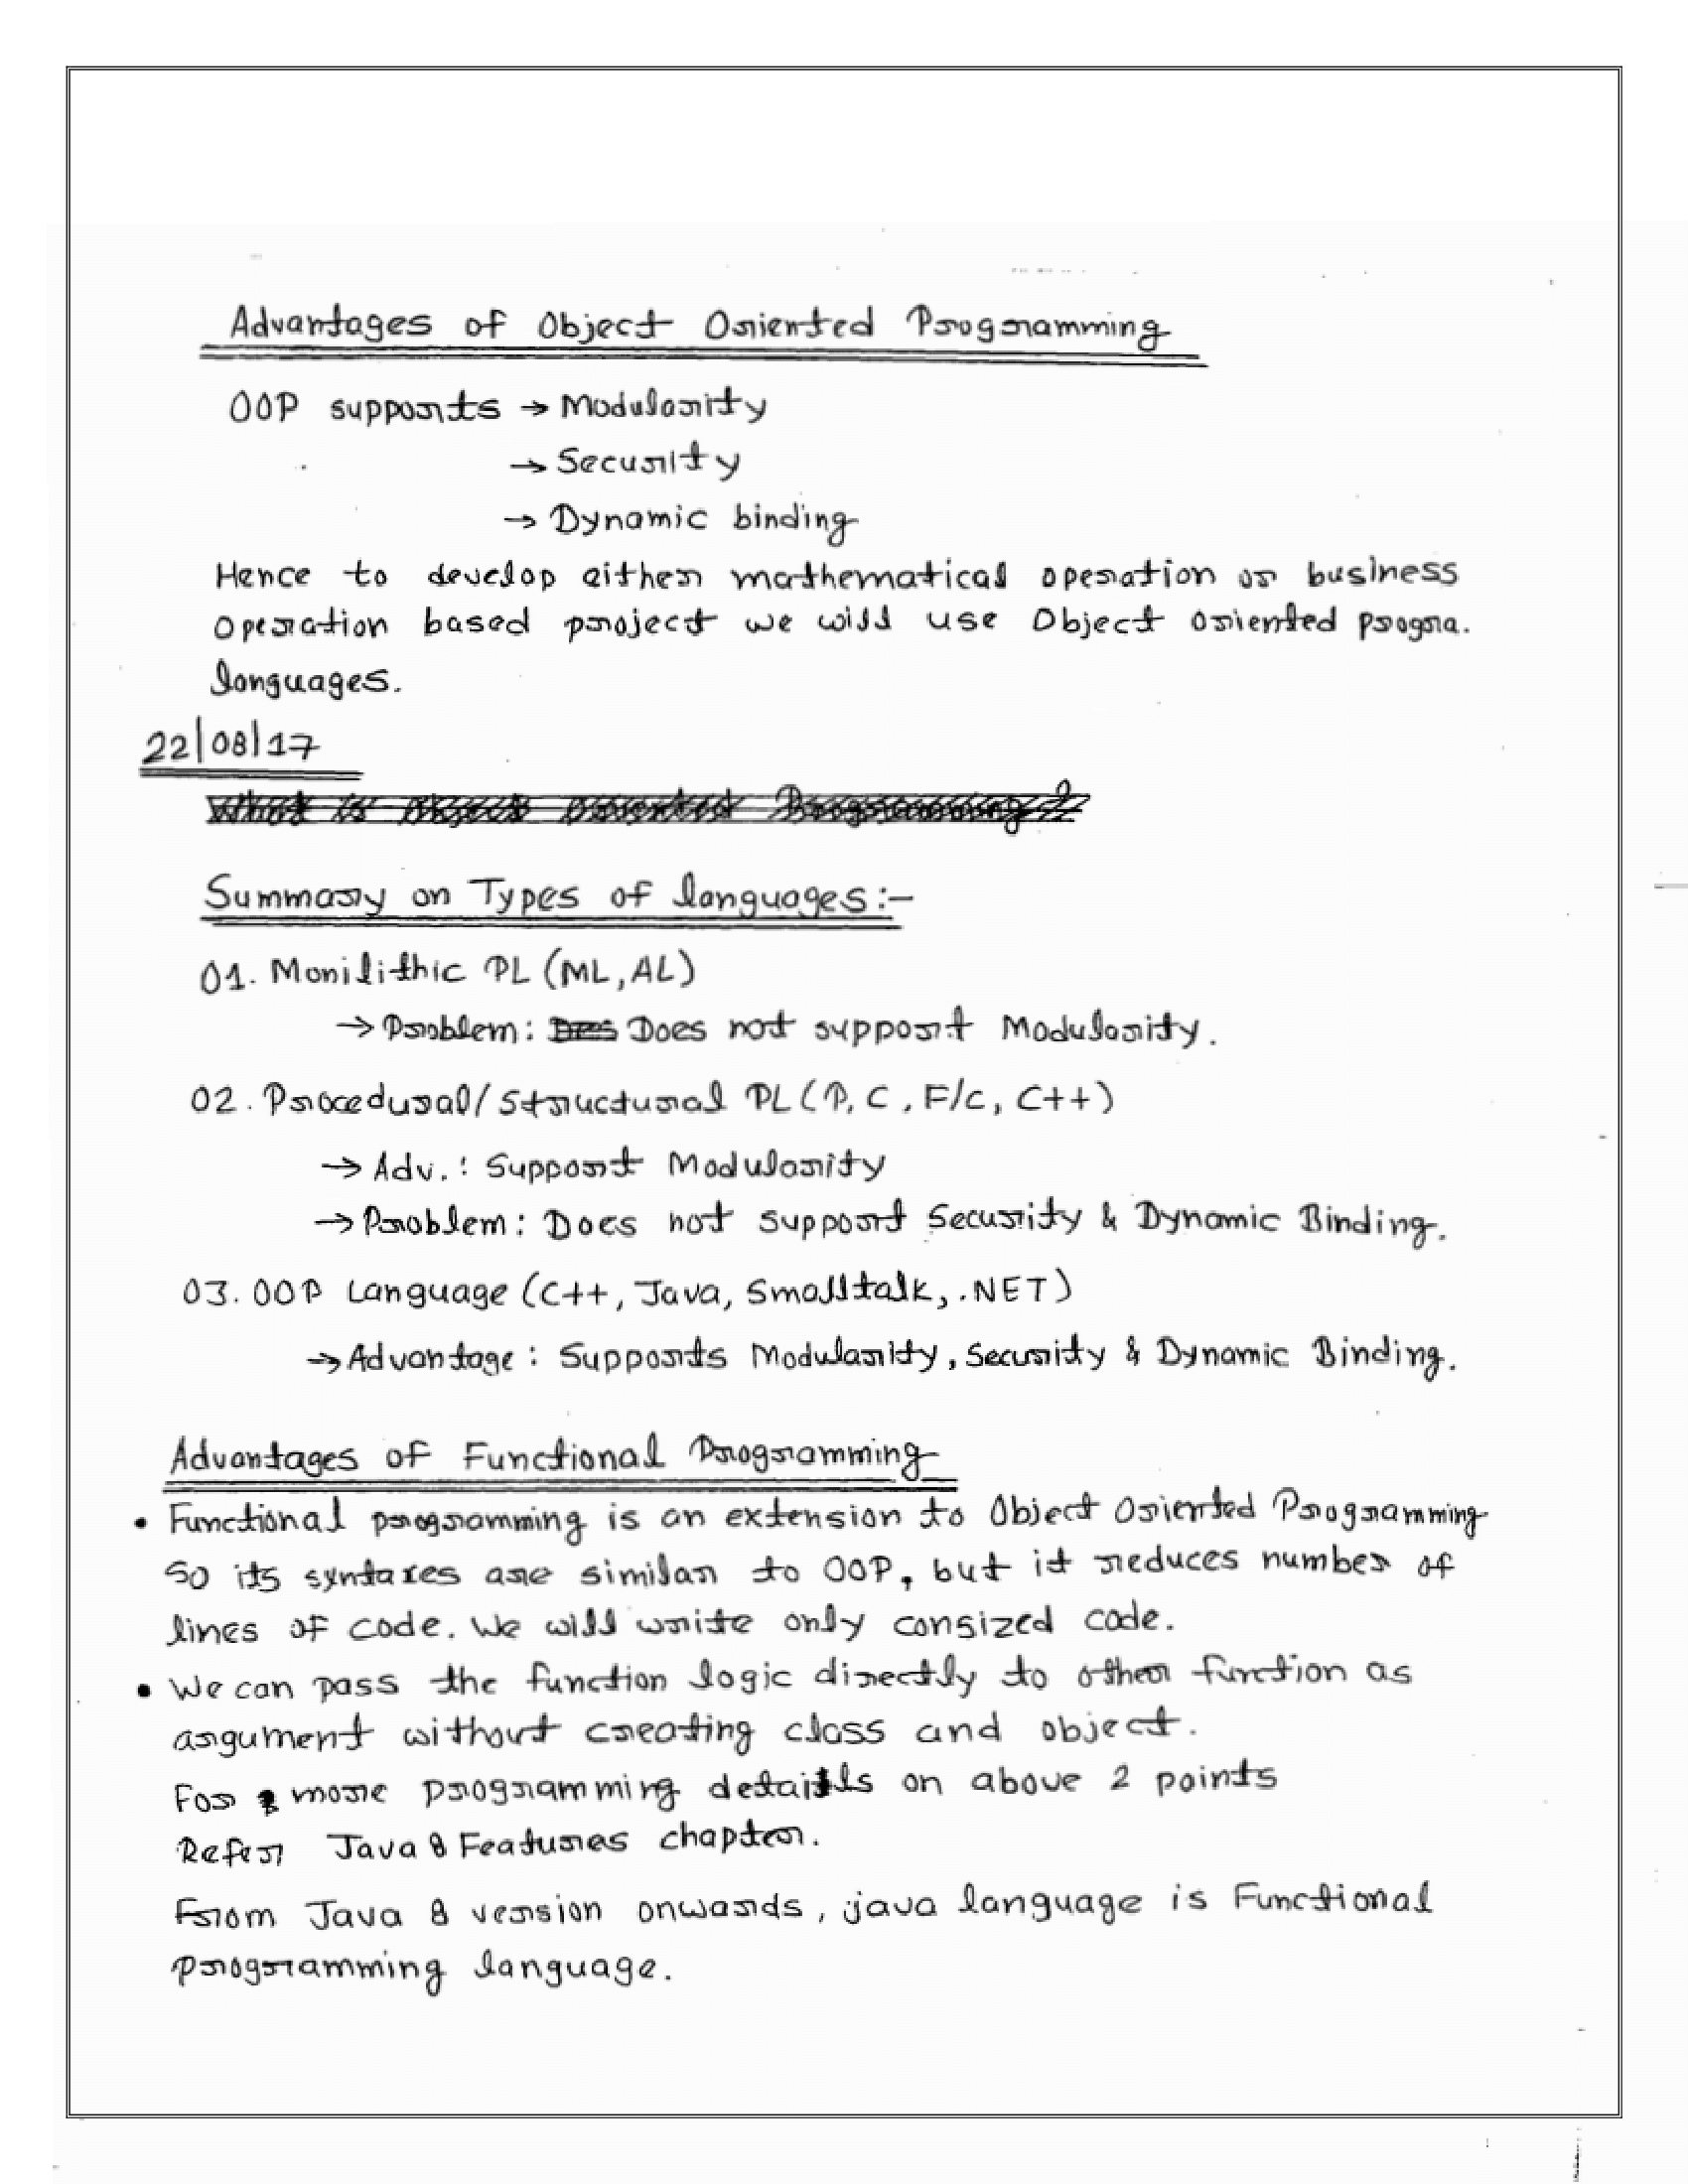 Advantages of Object Oriented Programming
OOP supports → Modularity
→ Security
→ Dynamic binding
Hence to develop either mathematical operation or business
operation based project we will use Object oriented progra.
languages.
22/08/17
What is object oriented Programming ?
Summary on Types of languages:-
01. Monilithic PL (ML, AL)
→ Problem: Does not support Modularity.
02. Procedural/Structural PL (P, C, F/c, C++)
→ Adv.: Support Modularity
→ Problem: Does not support Security & Dynamic Binding.
03. OOP Language (C++, Java, Smalltalk, .NET)
→ Advantage: Supports Modularity, Security & Dynamic Binding.
Advantages of Functional Programming
• Functional programming is an extension to Object Oriented Programming
So its syntaxes are similar to OOP, but it reduces number of
lines of code. We will write only consized code.
• We can pass the function logic directly to other function as
argument without creating class and object.
For more programming details on above 2 points
Refer Java 8 Features chapter.
From Java 8 version onwards, java language is Functional
programming language.